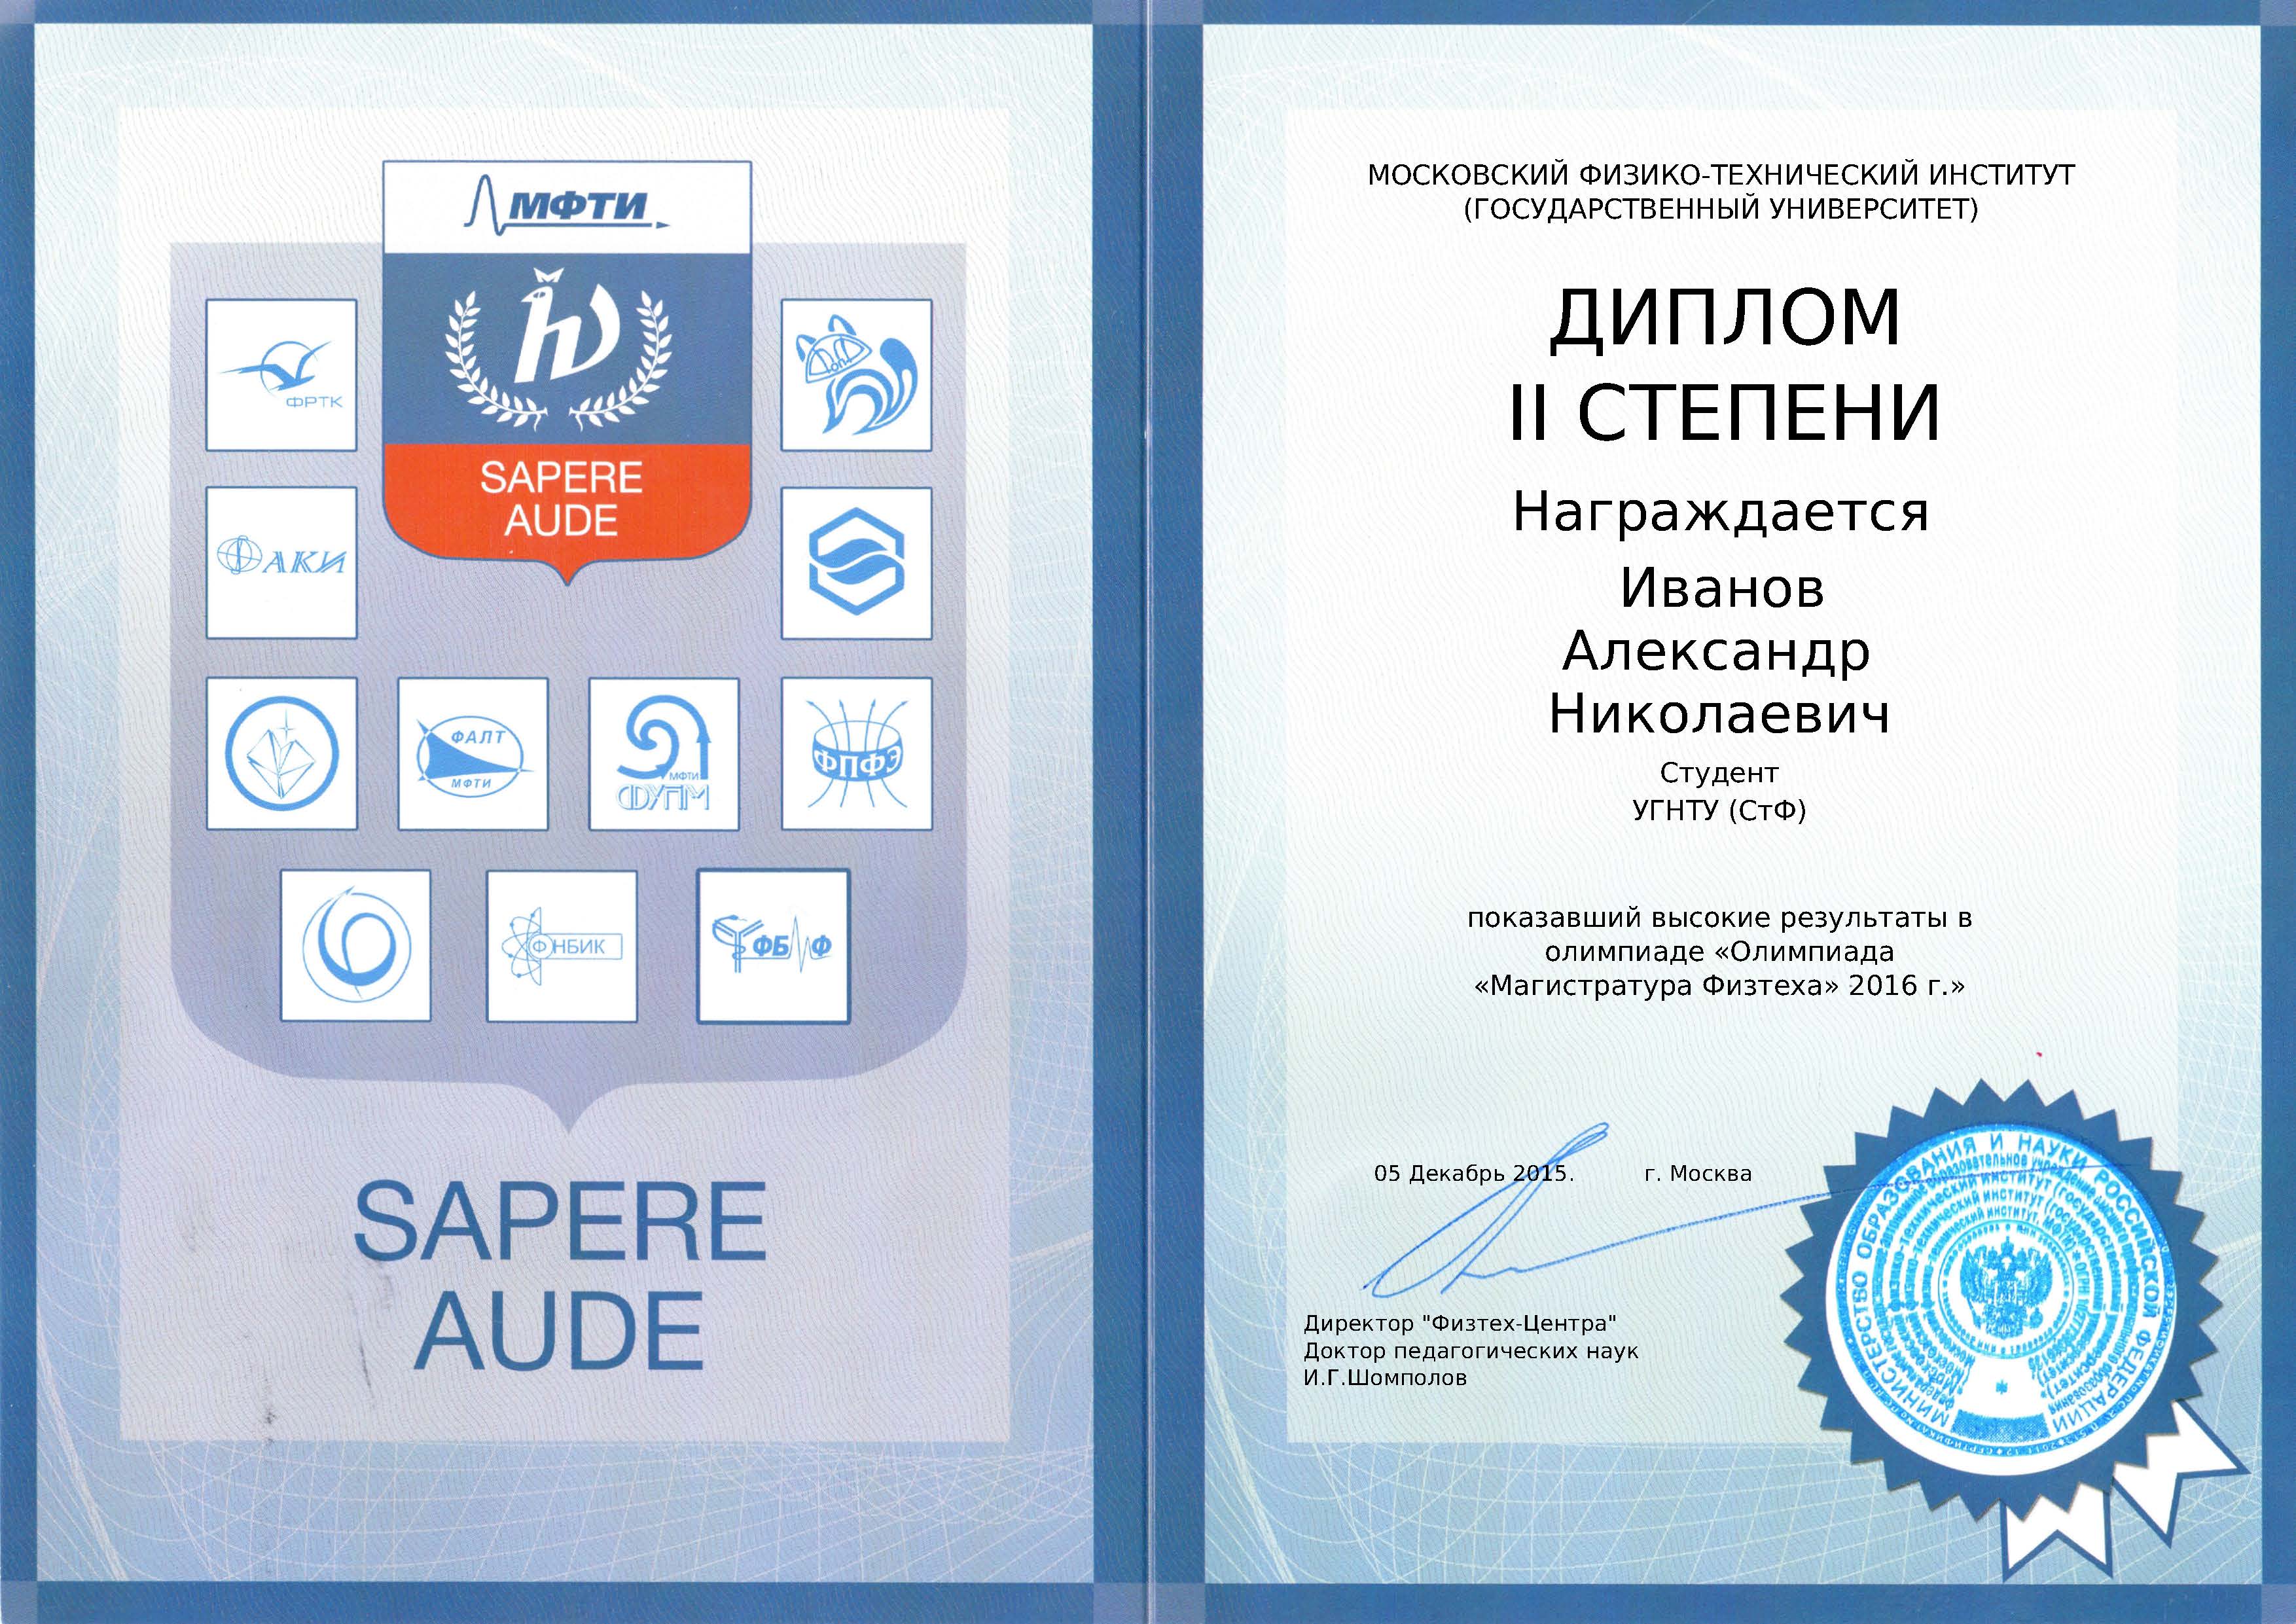 МФТИ
SAPERE
AUDE
ФРТК
ФАКИ
ФАЛТ
МФТИ
МФТИ
ФУПМ
ФПФЭ
ФНБИК
ФБМФ
SAPERE
AUDE
МОСКОВСКИЙ ФИЗИКО-ТЕХНИЧЕСКИЙ ИНСТИТУТ
(ГОСУДАРСТВЕННЫЙ УНИВЕРСИТЕТ)
ДИПЛОМ
II СТЕПЕНИ
Награждается
Иванов
Александр
Николаевич
Студент
УГНТУ (СтФ)
показавший высокие результаты в
олимпиаде «Олимпиада
«Магистратура Физтеха» 2016 г.»
05 Декабрь 2015. г. Москва
Директор "Физтех-Центра"
Доктор педагогических наук
И.Г.Шомполов
МИНИСТЕРСТВО ОБРАЗОВАНИЯ И НАУКИ РОССИЙСКОЙ ФЕДЕРАЦИИ